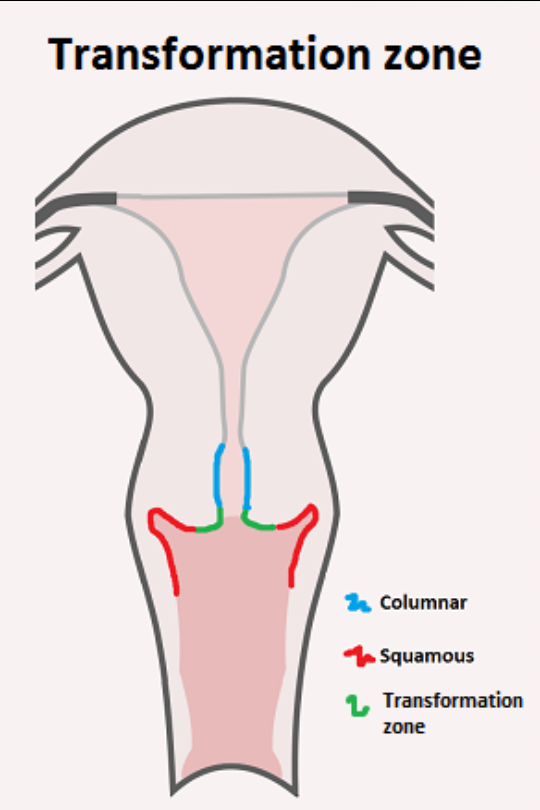 Transformation zone
Columnar
Squamous
Transformation
zone